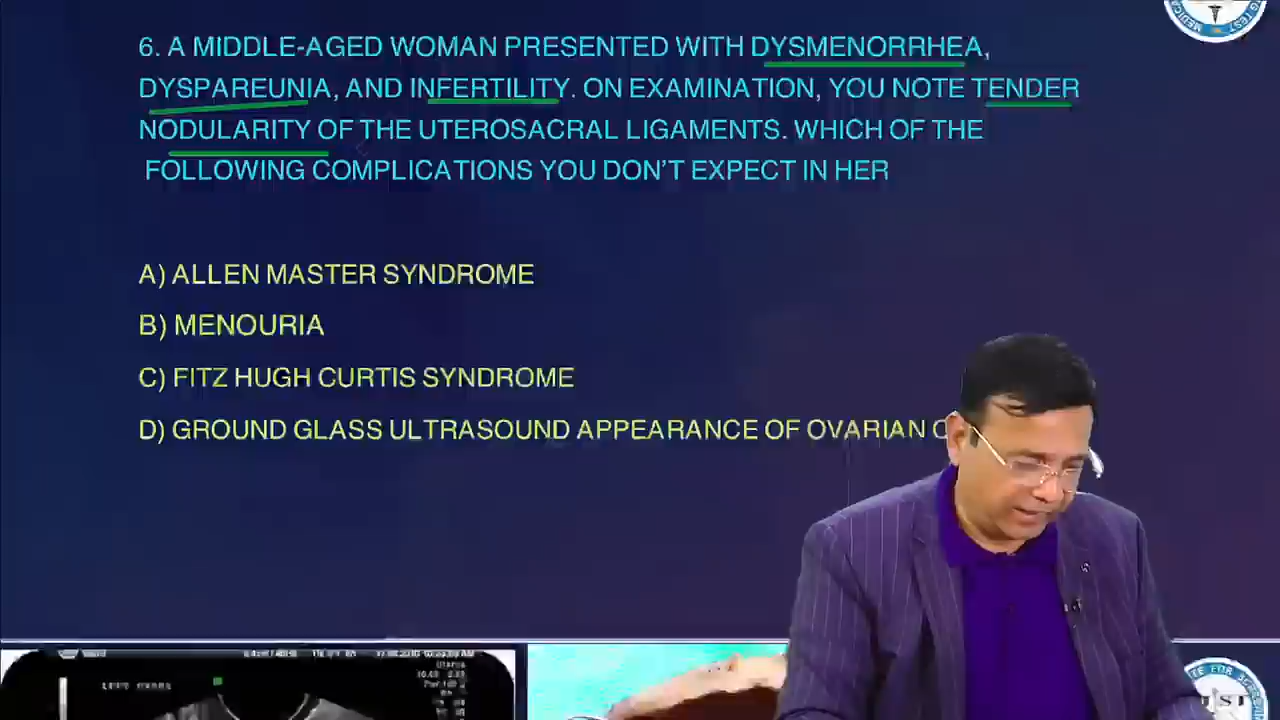 6. A MIDDLE-AGED WOMAN PRESENTED WITH DYSMENORRHEA,
DYSPAREUNIA, AND INFERTILITY. ON EXAMINATION, YOU NOTE TENDER
NODULARITY OF THE UTEROSACRAL LIGAMENTS. WHICH OF THE
FOLLOWING COMPLICATIONS YOU DON'T EXPECT IN HER
A) ALLEN MASTER SYNDROME
B) MENOURIA
C) FITZ HUGH CURTIS SYNDROME
D) GROUND GLASS ULTRASOUND APPEARANCE OF OVARIAN